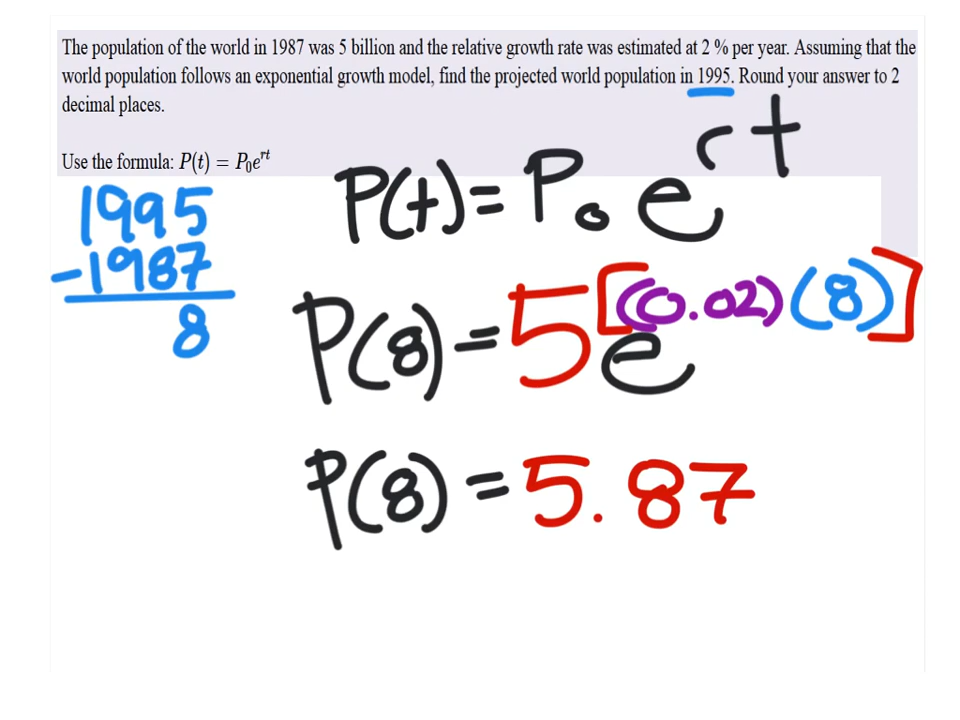 The population of the world in 1987 was 5 billion and the relative growth rate was estimated at 2 % per year. Assuming that the
world population follows an exponential growth model, find the projected world population in 1995. Round your answer to 2
decimal places.
Use the formula: P(t) = P₀e^{rt}
P(t) = P₀ e^{rt}
1995
-1987
8
P(8) = 5 e^{[(0.02)(8)]}
P(8) = 5.87